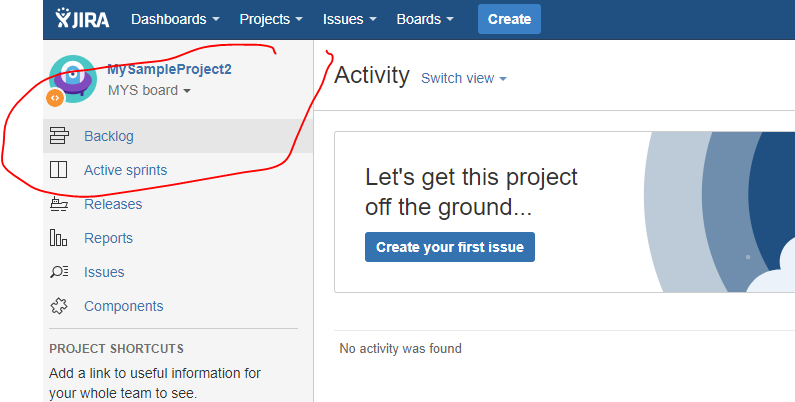 JIRA Dashboards Projects Issues Boards Create
MySampleProject2
MYS board
Backlog
Active sprints
Releases
Reports
Issues
Components
PROJECT SHORTCUTS
Add a link to useful information for
your whole team to see.
Activity Switch view
Let's get this project
off the ground...
Create your first issue
No activity was found